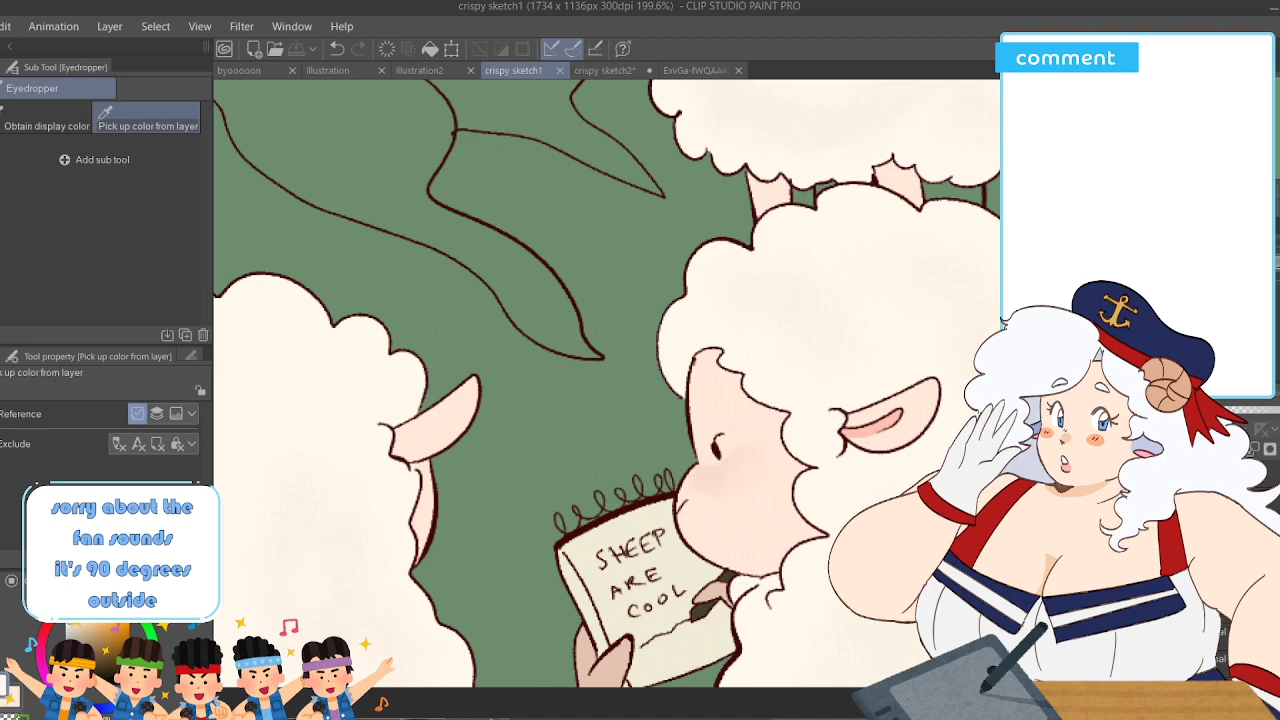 crispy sketch1 (1734 x 1136px 300dpi 199.6%) - CLIP STUDIO PAINT PRO
dit Animation Layer Select View Filter Window Help
Sub Tool [Eyedropper]
byooooon Illustration Illustration2 crispy sketch1 crispy sketch2*
Eyedropper
Obtain display color Pick up color from layer
Add sub tool
Tool property [Pick up color from layer]
k up color from layer
Reference
Exclude
comment
SHEEP
ARE
COOL
sorry about the
fan sounds
it's 90 degrees
outside